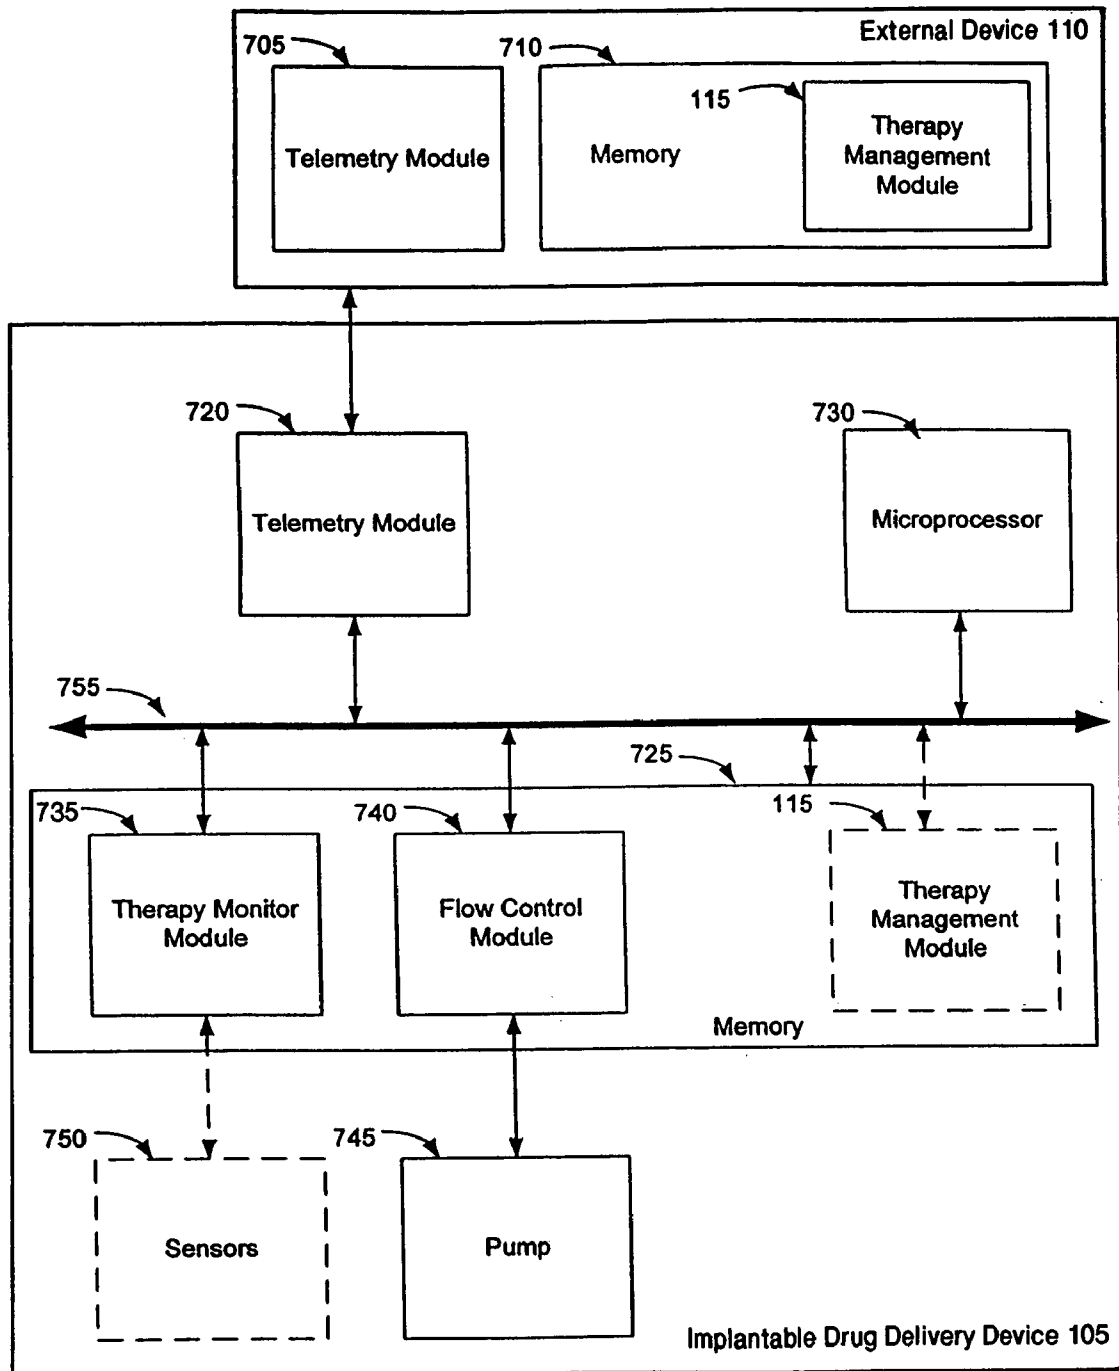 External Device 110
705
710
115
Telemetry Module
Memory
Therapy
Management
Module
720
730
Telemetry Module
Microprocessor
755
725
735
740
115
Therapy Monitor
Module
Flow Control
Module
Therapy
Management
Module
Memory
750
745
Sensors
Pump
Implantable Drug Delivery Device 105